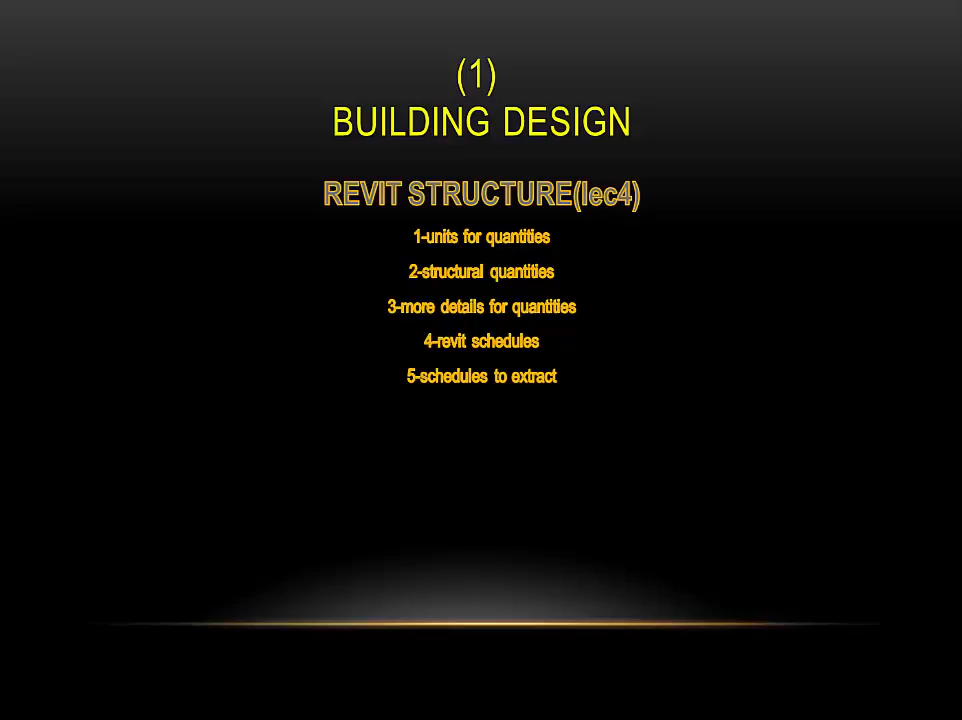 (1)
BUILDING DESIGN
REVIT STRUCTURE(lec4)
1-units for quantities
2-structural quantities
3-more details for quantities
4-revit schedules
5-schedules to extract